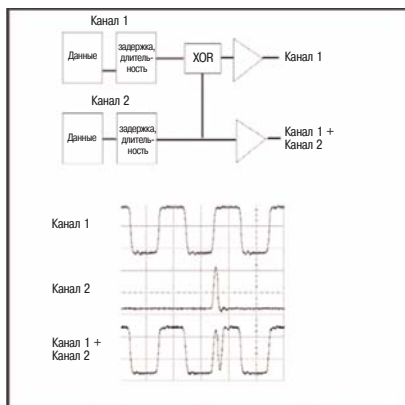 Канал 1
Данные
задержка,
длитель-
ность
XOR
Канал 1
Канал 2
Данные
задержка,
длитель-
ность
Канал 1 +
Канал 2
Канал 1
Канал 2
Канал 1 +
Канал 2